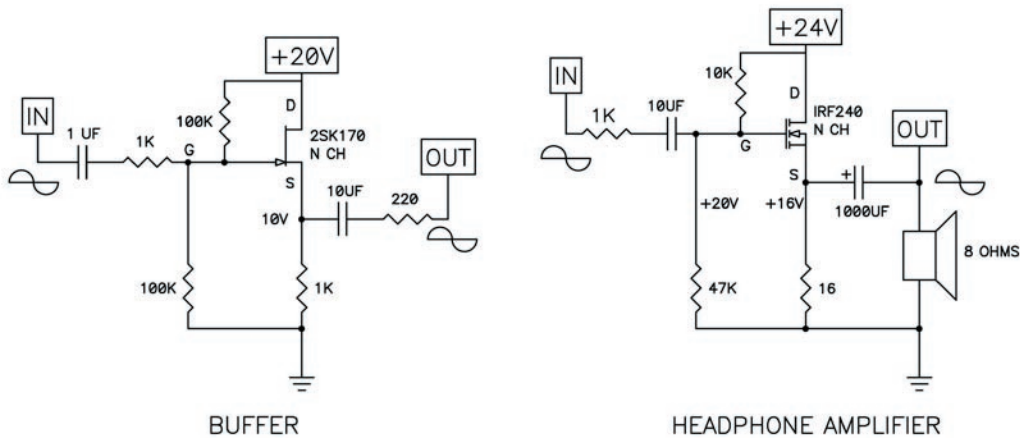 +20V
IN
1 UF
1K
100K
G
D
2SK170
N CH
S
10V
10UF
220
OUT
100K
1K
BUFFER
+24V
IN
1K
10UF
10K
G
D
IRF240
N CH
S
+20V
+16V
+
1000UF
OUT
8 OHMS
47K
16
HEADPHONE AMPLIFIER